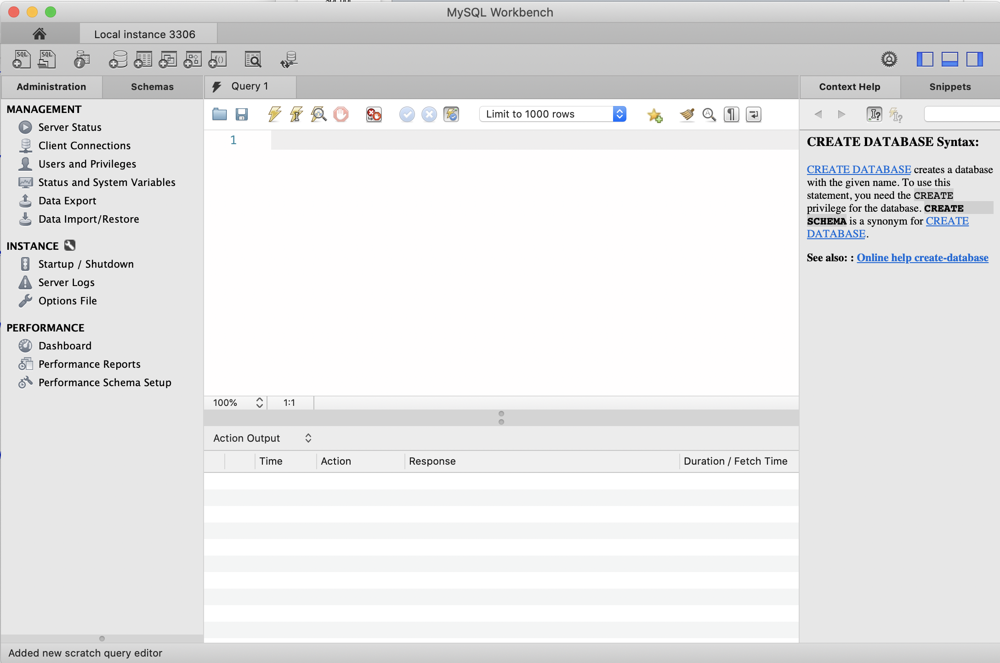 MySQL Workbench
Local instance 3306
SQL SQL
Administration Schemas
Query 1
Context Help Snippets
MANAGEMENT
Server Status
Client Connections
Users and Privileges
Status and System Variables
Data Export
Data Import/Restore
INSTANCE
Startup / Shutdown
Server Logs
Options File
PERFORMANCE
Dashboard
Performance Reports
Performance Schema Setup
Limit to 1000 rows
1
100% 1:1
Action Output
Time Action Response Duration / Fetch Time
CREATE DATABASE Syntax:
CREATE DATABASE creates a database
with the given name. To use this
statement, you need the CREATE
privilege for the database. CREATE
SCHEMA is a synonym for CREATE
DATABASE.
See also: : Online help create-database
Added new scratch query editor